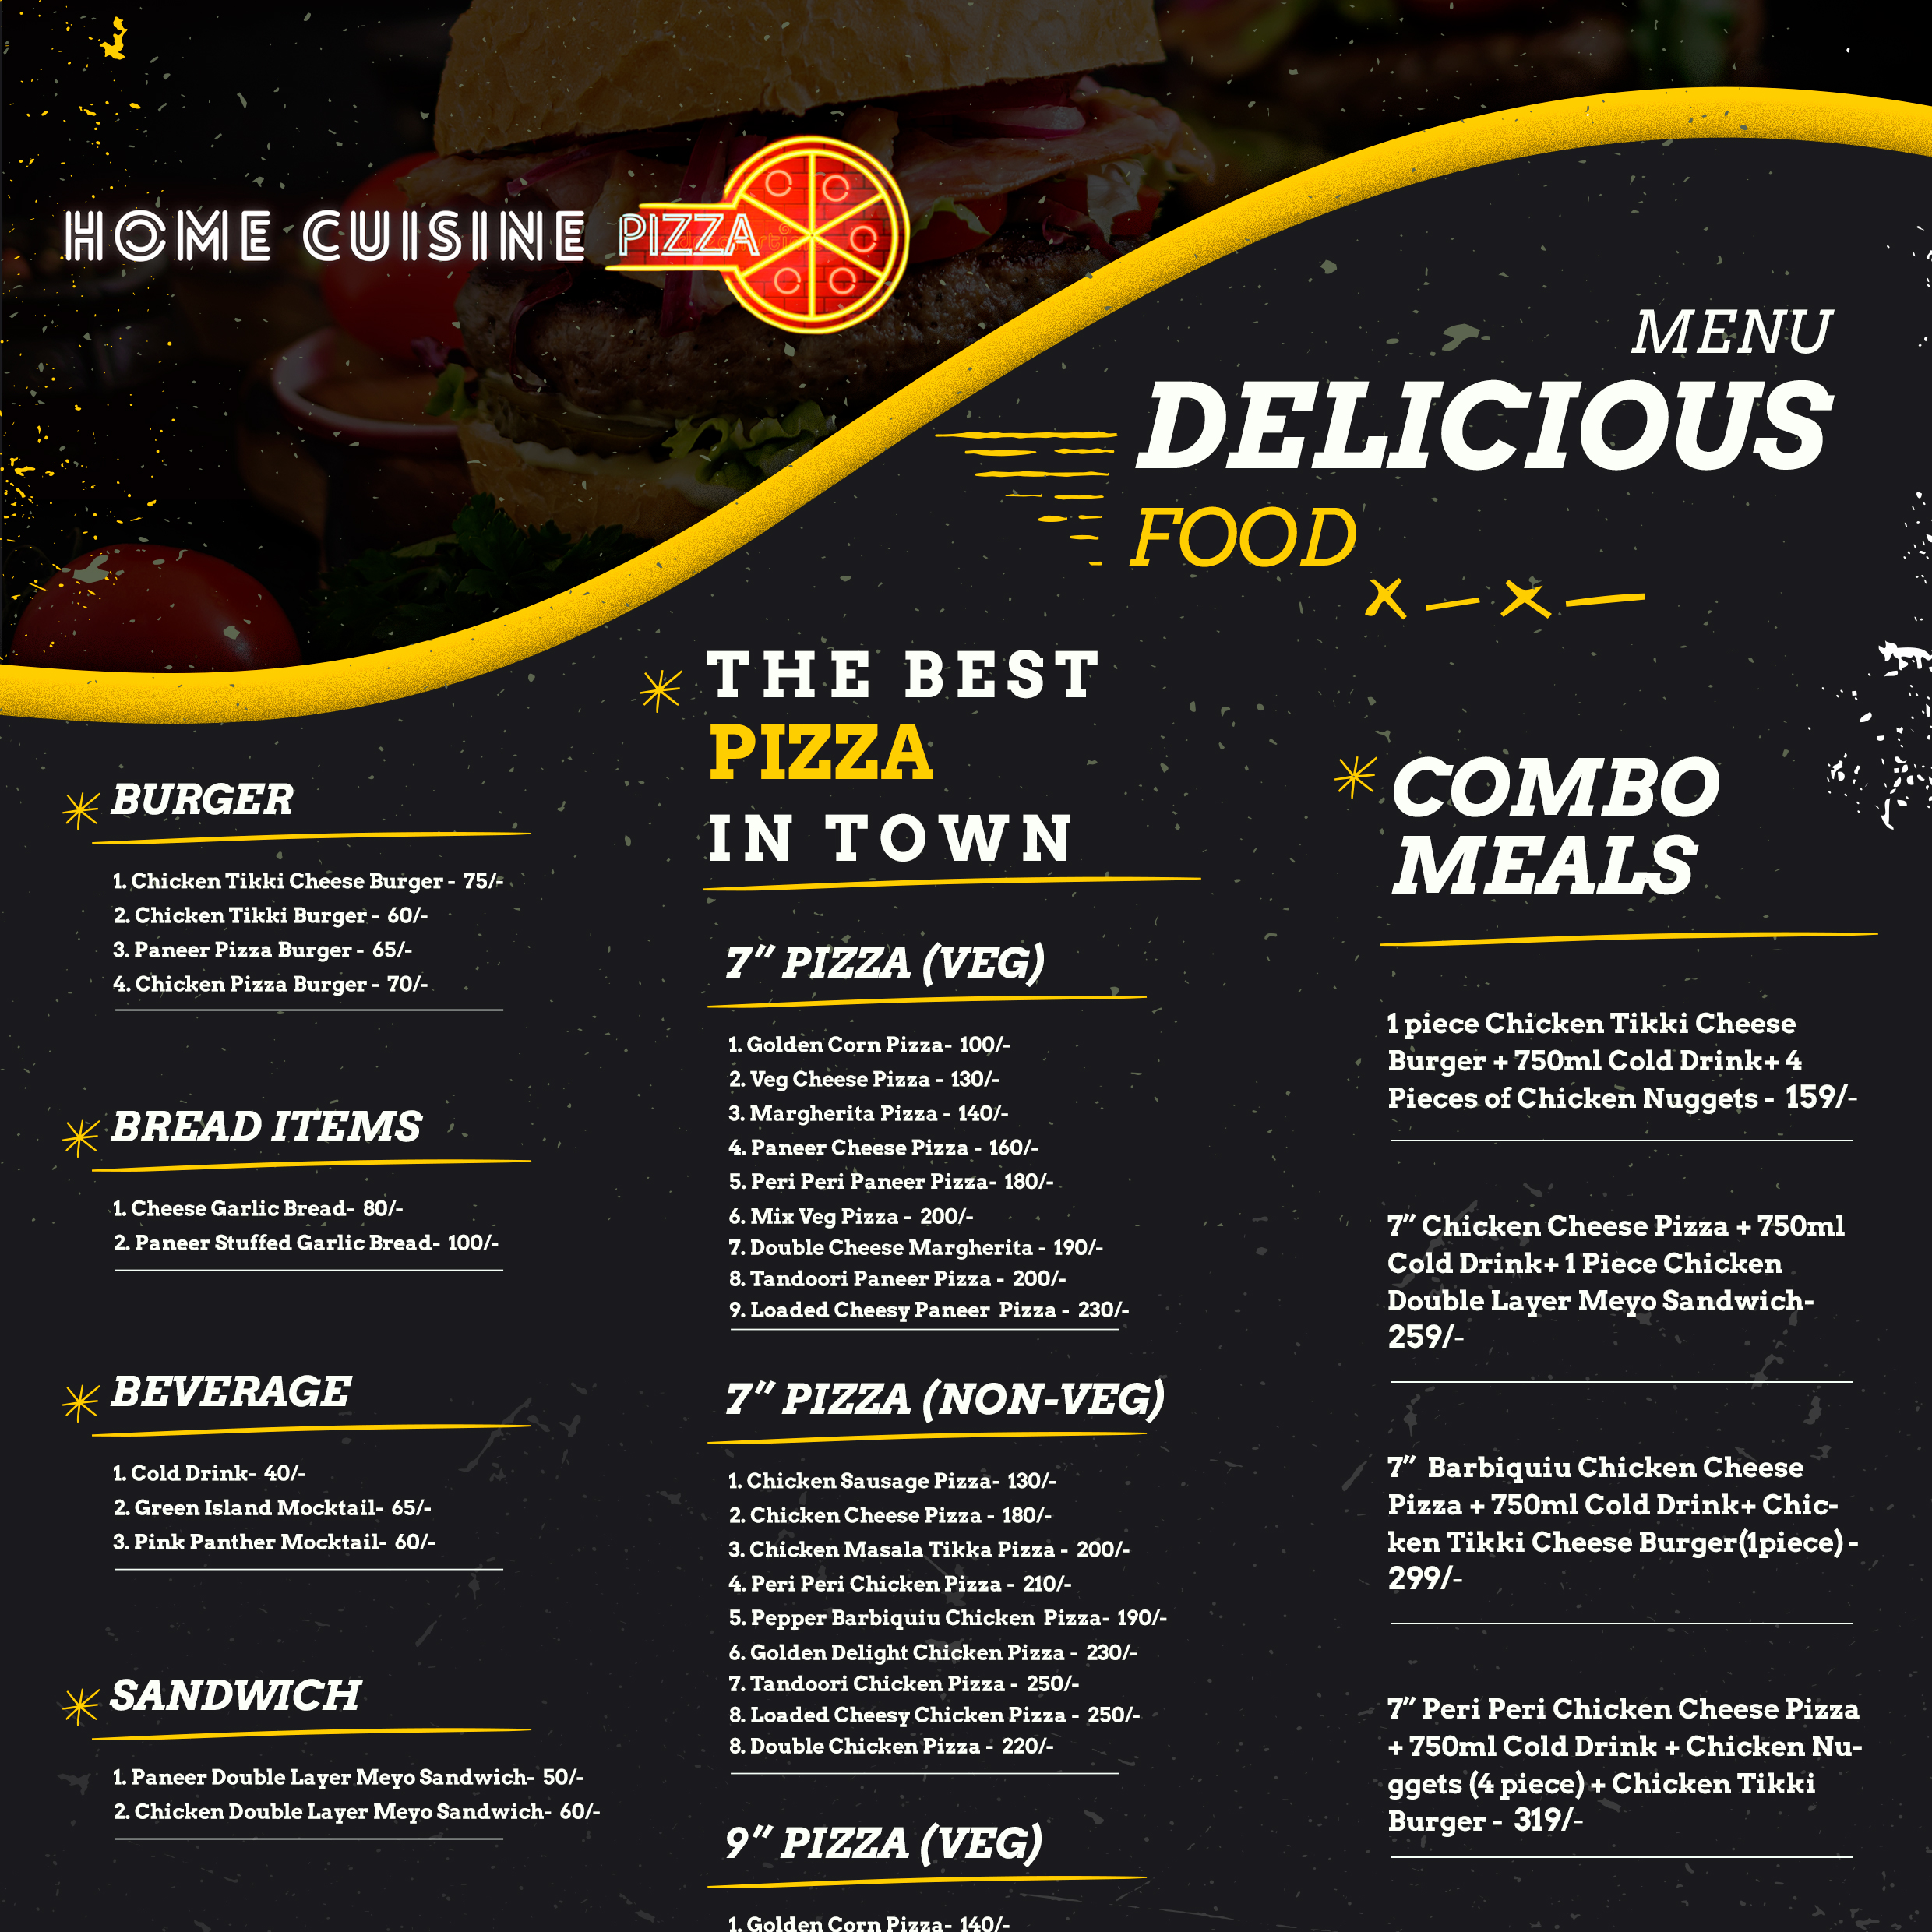 HOME CUISINE PIZZA
MENU
DELICIOUS
FOOD
BURGER
1. Chicken Tikki Cheese Burger - 75/-
2. Chicken Tikki Burger - 60/-
3. Paneer Pizza Burger - 65/-
4. Chicken Pizza Burger - 70/-
BREAD ITEMS
1. Cheese Garlic Bread- 80/-
2. Paneer Stuffed Garlic Bread- 100/-
BEVERAGE
1. Cold Drink- 40/-
2. Green Island Mocktail- 65/-
3. Pink Panther Mocktail- 60/-
SANDWICH
1. Paneer Double Layer Meyo Sandwich- 50/-
2. Chicken Double Layer Meyo Sandwich- 60/-
THE BEST
PIZZA
IN TOWN
7" PIZZA (VEG)
1. Golden Corn Pizza- 100/-
2. Veg Cheese Pizza - 130/-
3. Margherita Pizza - 140/-
4. Paneer Cheese Pizza - 160/-
5. Peri Peri Paneer Pizza- 180/-
6. Mix Veg Pizza - 200/-
7. Double Cheese Margherita - 190/-
8. Tandoori Paneer Pizza - 200/-
9. Loaded Cheesy Paneer Pizza - 230/-
7" PIZZA (NON-VEG)
1. Chicken Sausage Pizza- 130/-
2. Chicken Cheese Pizza - 180/-
3. Chicken Masala Tikka Pizza - 200/-
4. Peri Peri Chicken Pizza - 210/-
5. Pepper Barbiquiu Chicken Pizza- 190/-
6. Golden Delight Chicken Pizza - 230/-
7. Tandoori Chicken Pizza - 250/-
8. Loaded Cheesy Chicken Pizza - 250/-
8. Double Chicken Pizza - 220/-
9" PIZZA (VEG)
1. Golden Corn Pizza- 140/-
COMBO
MEALS
1 piece Chicken Tikki Cheese
Burger + 750ml Cold Drink+ 4
Pieces of Chicken Nuggets - 159/-
7" Chicken Cheese Pizza + 750ml
Cold Drink+ 1 Piece Chicken
Double Layer Meyo Sandwich-
259/-
7" Barbiquiu Chicken Cheese
Pizza + 750ml Cold Drink+ Chic-
ken Tikki Cheese Burger(1piece) -
299/-
7" Peri Peri Chicken Cheese Pizza
+ 750ml Cold Drink + Chicken Nu-
ggets (4 piece) + Chicken Tikki
Burger - 319/-